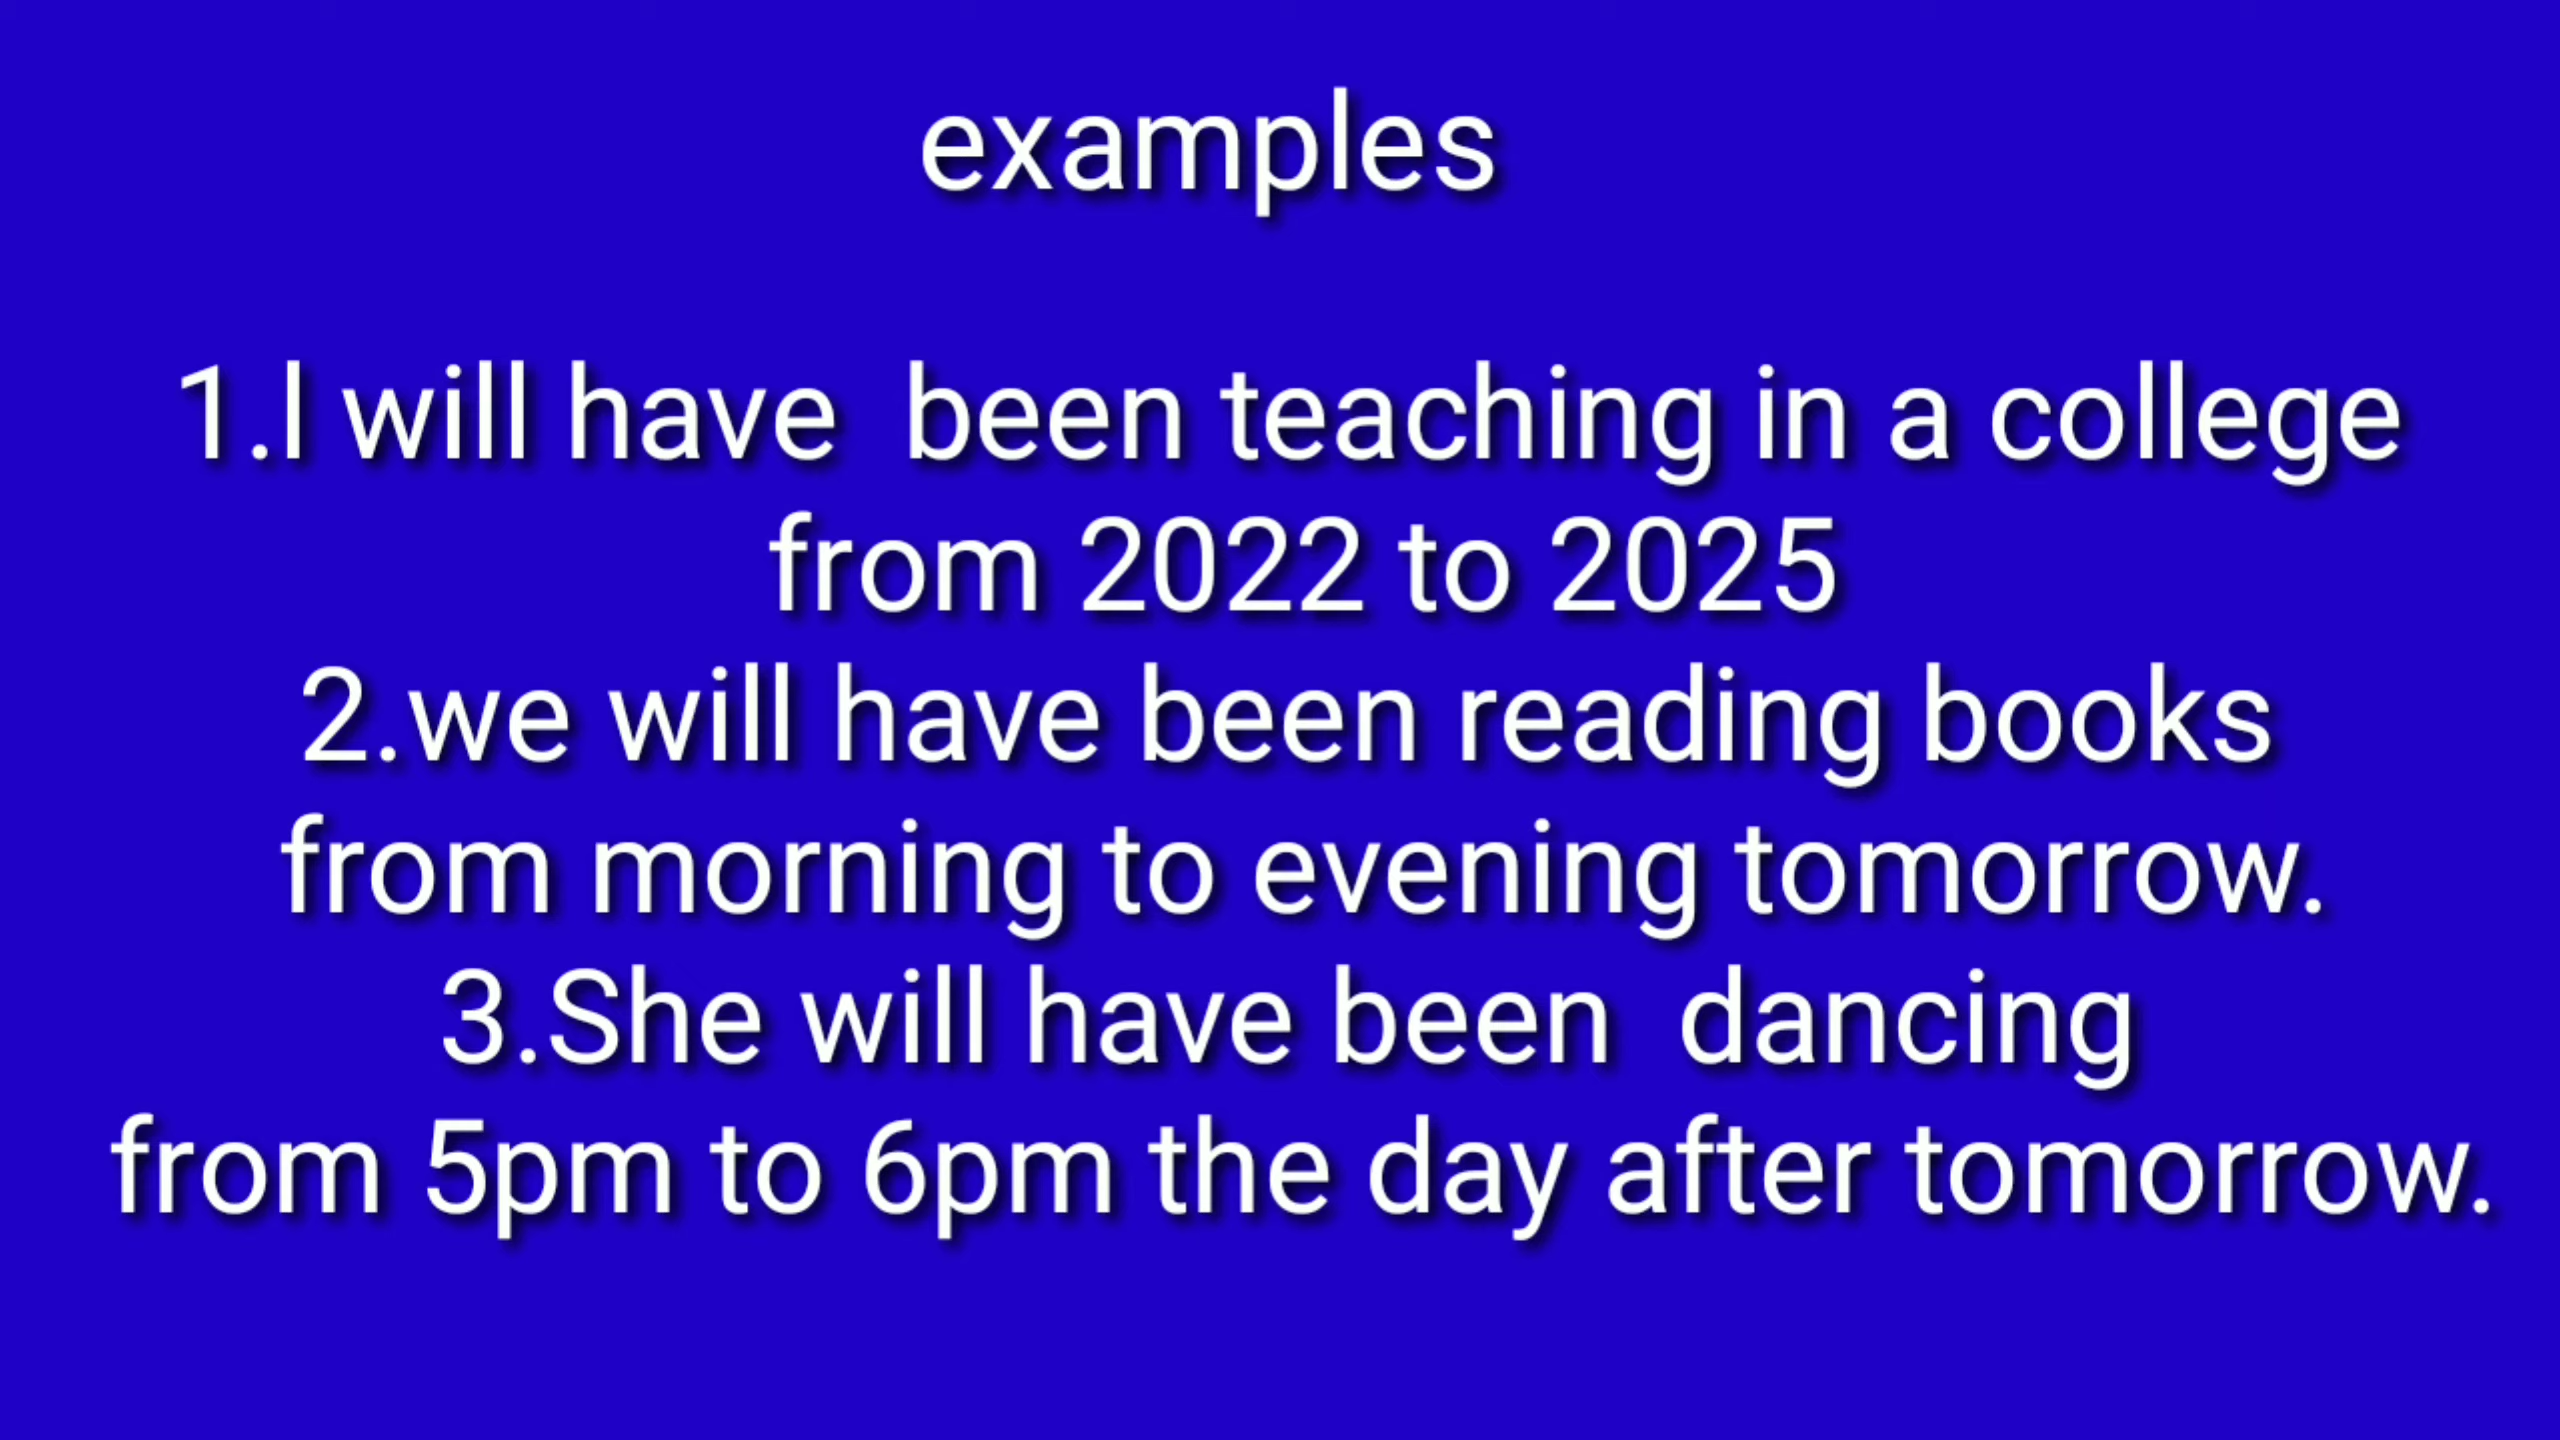 examples
1.I will have  been teaching in a college
from 2022 to 2025
2.we will have been reading books
from morning to evening tomorrow.
3.She will have been  dancing
from 5pm to 6pm the day after tomorrow.